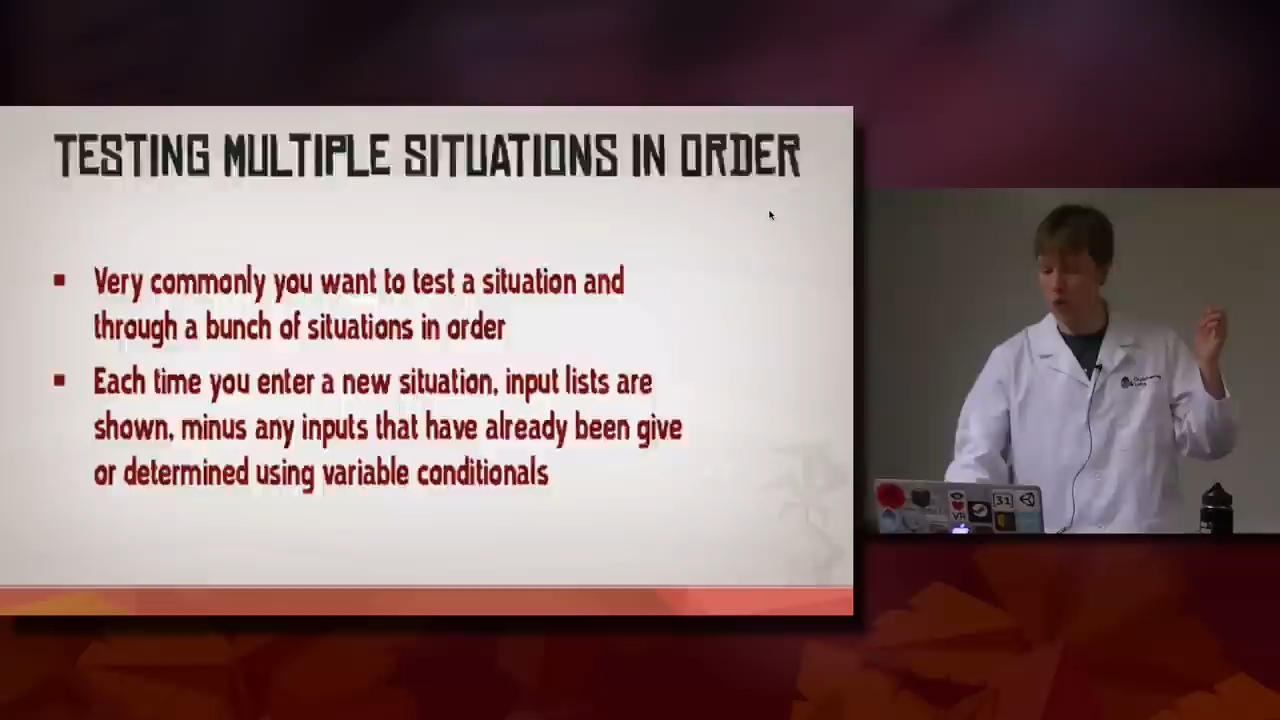 TESTING MULTIPLE SITUATIONS IN ORDER
Very commonly you want to test a situation and
through a bunch of situations in order
Each time you enter a new situation, input lists are
shown, minus any inputs that have already been give
or determined using variable conditionals
VR
31